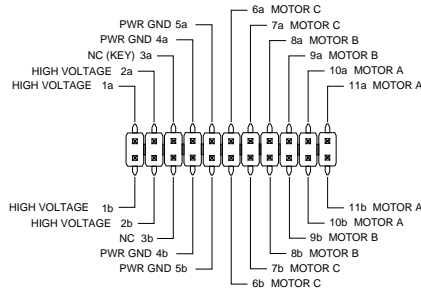 6a MOTOR C
PWR GND 5a
7a MOTOR C
PWR GND 4a
8a MOTOR B
NC (KEY) 3a
9a MOTOR B
HIGH VOLTAGE 2a
10a MOTOR A
HIGH VOLTAGE 1a
11a MOTOR A
HIGH VOLTAGE 1b
11b MOTOR A
HIGH VOLTAGE 2b
10b MOTOR A
NC 3b
9b MOTOR B
PWR GND 4b
8b MOTOR B
PWR GND 5b
7b MOTOR C
6b MOTOR C